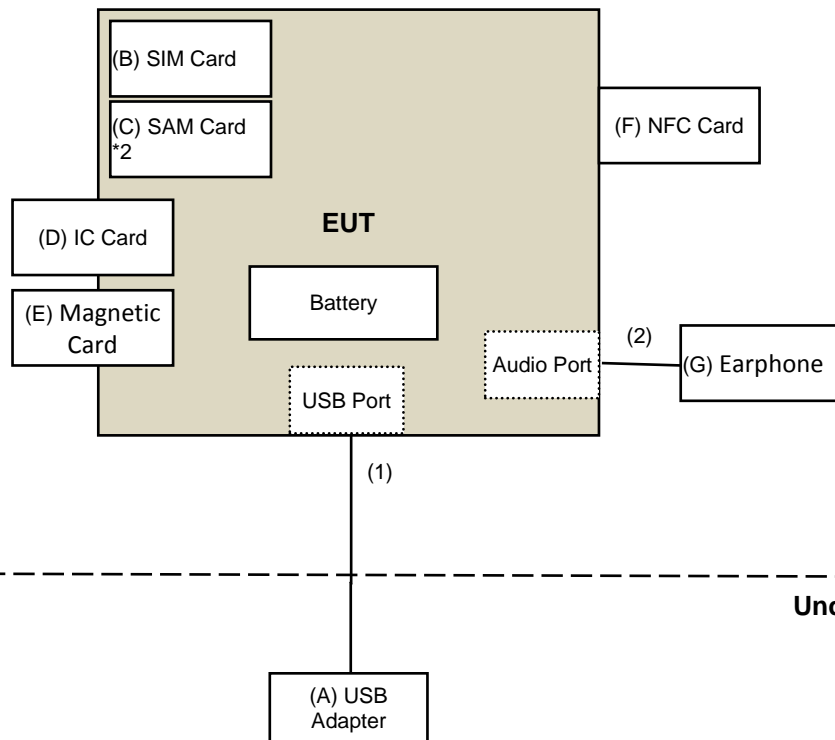 (B) SIM Card
(C) SAM Card
*2
(F) NFC Card
(D) IC Card
EUT
(E) Magnetic
Card
Battery
(2)
Audio Port
(G) Earphone
USB Port
(1)
(A) USB
Adapter